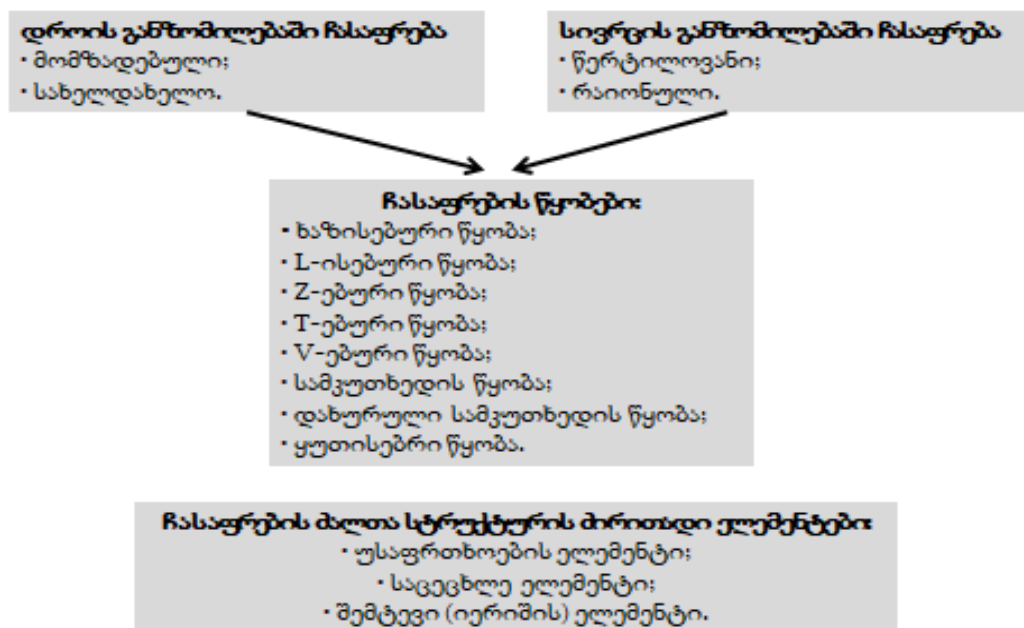 დროის განზომილებაში ჩასაფრება
• მომზადებული;
• სახელდახელო.
სივრცის განზომილებაში ჩასაფრება
• წერტილოვანი;
• რაიონული.
ჩასაფრების წყობები:
• ხაზისებური წყობა;
• L-ისებური წყობა;
• Z-ებური წყობა;
• T-ებური წყობა;
• V-ებური წყობა;
• სამკუთხედის წყობა;
• დახურული სამკუთხედის წყობა;
• ყუთისებრი წყობა.
ჩასაფრების ძალთა სტრუქტურის ძირითადი ელემენტები:
• უსაფრთხოების ელემენტი;
• საცეცხლე ელემენტი;
• შემტევი (იერიშის) ელემენტი.